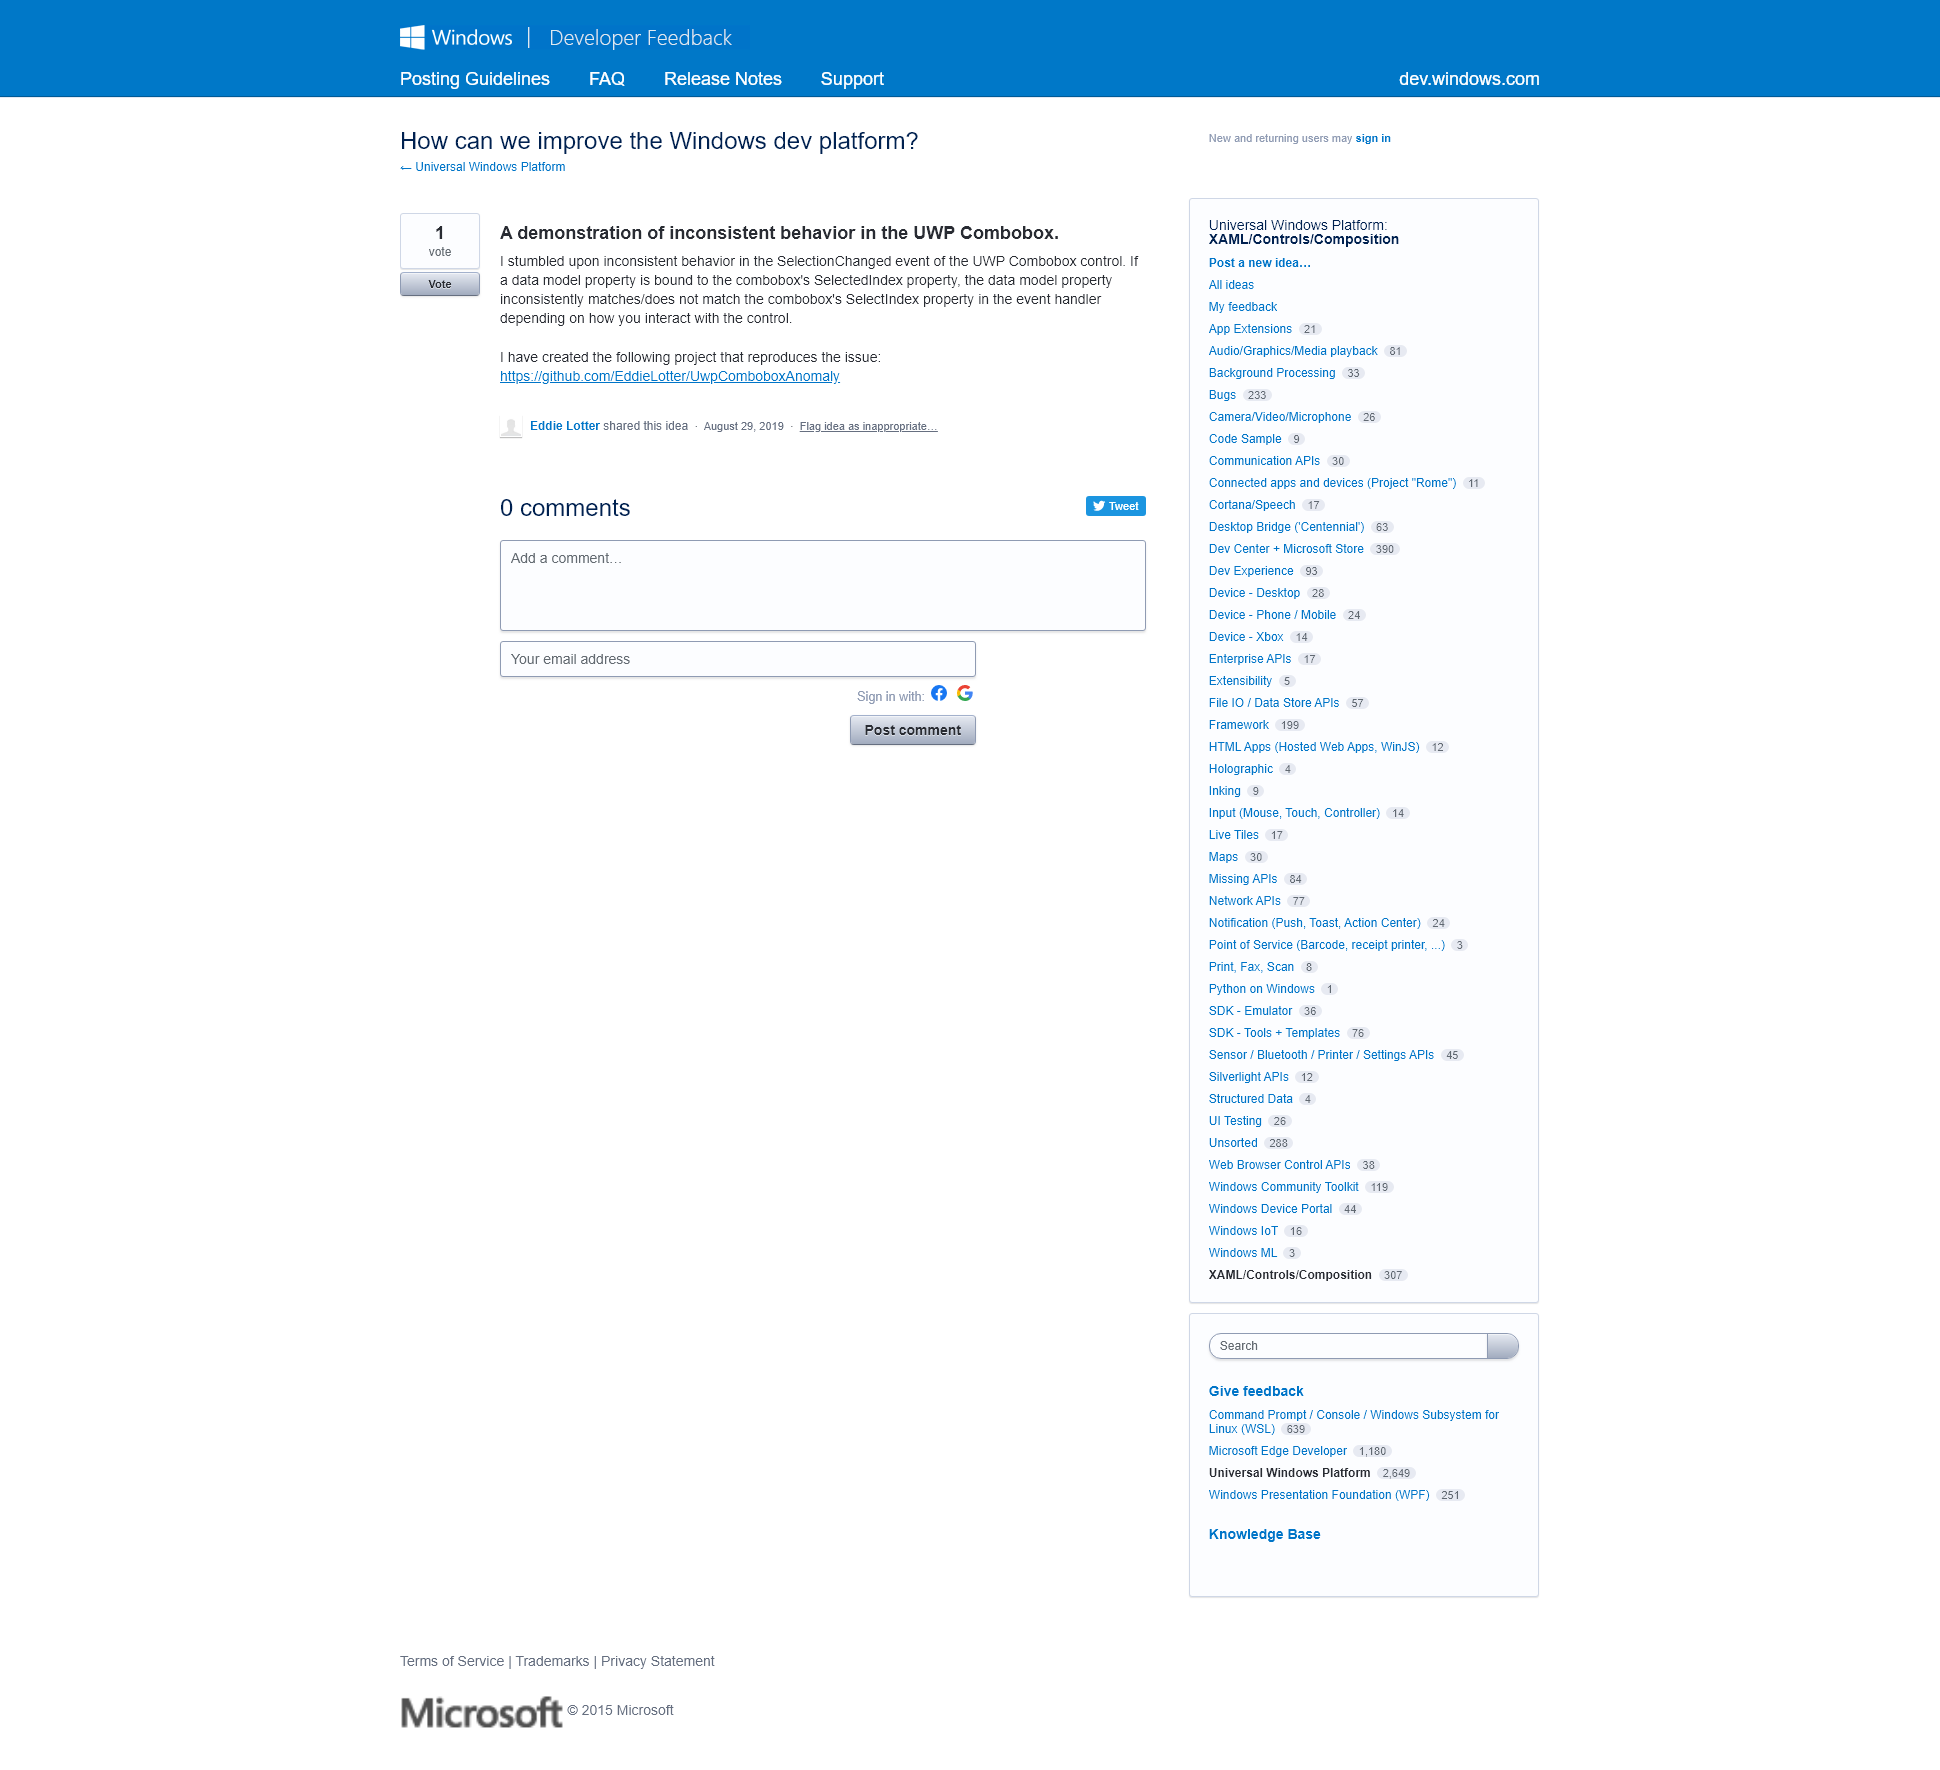 Windows | Developer Feedback
Posting Guidelines FAQ Release Notes Support dev.windows.com
How can we improve the Windows dev platform?
← Universal Windows Platform
New and returning users may sign in
1
vote
Vote
A demonstration of inconsistent behavior in the UWP Combobox.
I stumbled upon inconsistent behavior in the SelectionChanged event of the UWP Combobox control. If
a data model property is bound to the combobox's SelectedIndex property, the data model property
inconsistently matches/does not match the combobox's SelectIndex property in the event handler
depending on how you interact with the control.
I have created the following project that reproduces the issue:
https://github.com/EddieLotter/UwpComboboxAnomaly
Eddie Lotter shared this idea · August 29, 2019 · Flag idea as inappropriate…
0 comments
Tweet
Add a comment…
Your email address
Sign in with:
Post comment
Universal Windows Platform:
XAML/Controls/Composition
Post a new idea…
All ideas
My feedback
App Extensions 21
Audio/Graphics/Media playback 81
Background Processing 33
Bugs 233
Camera/Video/Microphone 26
Code Sample 9
Communication APIs 30
Connected apps and devices (Project "Rome") 11
Cortana/Speech 17
Desktop Bridge ('Centennial') 63
Dev Center + Microsoft Store 390
Dev Experience 93
Device - Desktop 28
Device - Phone / Mobile 24
Device - Xbox 14
Enterprise APIs 17
Extensibility 5
File IO / Data Store APIs 57
Framework 199
HTML Apps (Hosted Web Apps, WinJS) 12
Holographic 4
Inking 9
Input (Mouse, Touch, Controller) 14
Live Tiles 17
Maps 30
Missing APIs 84
Network APIs 77
Notification (Push, Toast, Action Center) 24
Point of Service (Barcode, receipt printer, ...) 3
Print, Fax, Scan 8
Python on Windows 1
SDK - Emulator 36
SDK - Tools + Templates 76
Sensor / Bluetooth / Printer / Settings APIs 45
Silverlight APIs 12
Structured Data 4
UI Testing 26
Unsorted 288
Web Browser Control APIs 38
Windows Community Toolkit 119
Windows Device Portal 44
Windows IoT 16
Windows ML 3
XAML/Controls/Composition 307
Search
Give feedback
Command Prompt / Console / Windows Subsystem for
Linux (WSL) 639
Microsoft Edge Developer 1,180
Universal Windows Platform 2,649
Windows Presentation Foundation (WPF) 251
Knowledge Base
Terms of Service | Trademarks | Privacy Statement
Microsoft © 2015 Microsoft